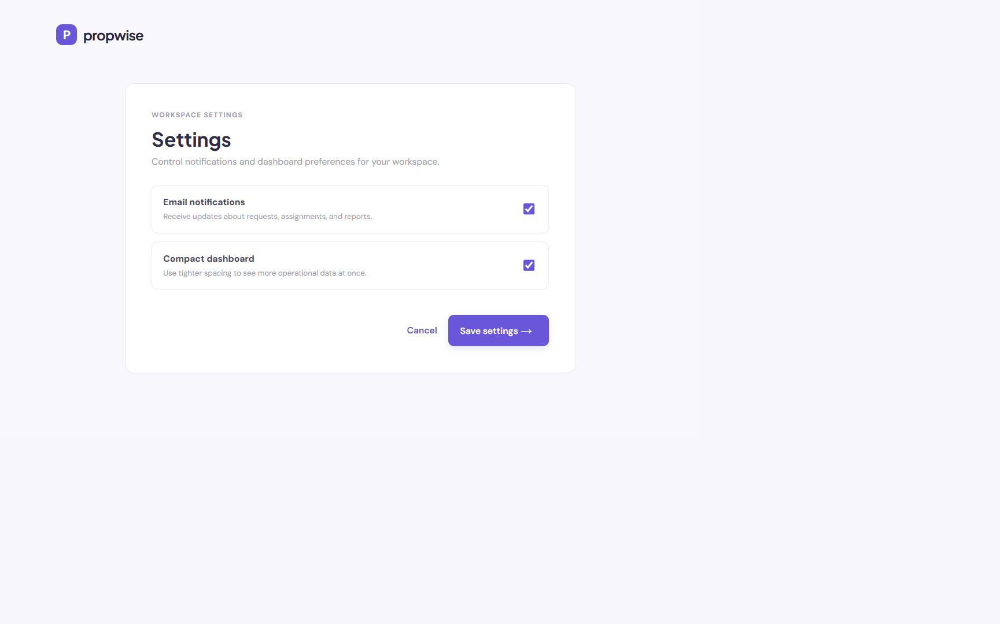 P propwise
WORKSPACE SETTINGS
Settings
Control notifications and dashboard preferences for your workspace.
Email notifications
Receive updates about requests, assignments, and reports.
Compact dashboard
Use tighter spacing to see more operational data at once.
Cancel
Save settings →